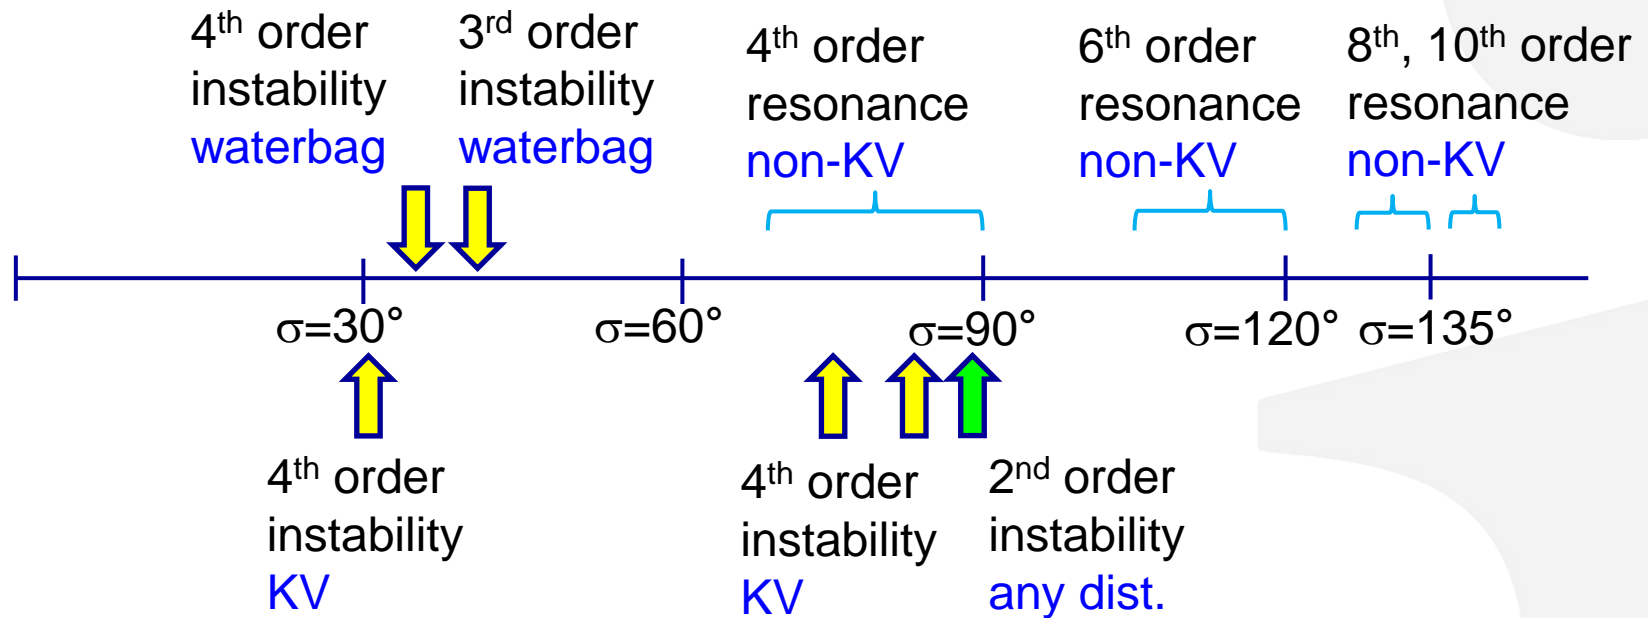 4th order
instability
waterbag
3rd order
instability
waterbag
4th order
resonance
non-KV
6th order
resonance
non-KV
8th, 10th order
resonance
non-KV
σ=30°
σ=60°
σ=90°
σ=120°
σ=135°
4th order
instability
KV
4th order
instability
KV
2nd order
instability
any dist.